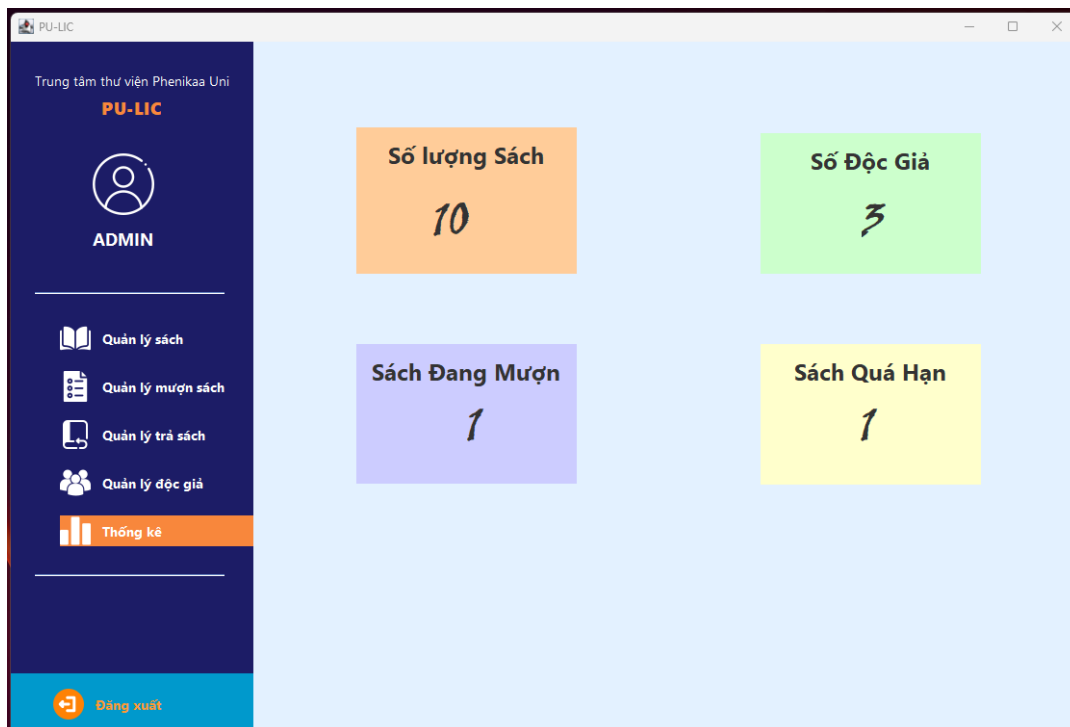 PU-LIC
Trung tâm thư viện Phenikaa Uni
PU-LIC
ADMIN
Quản lý sách
Quản lý mượn sách
Quản lý trả sách
Quản lý độc giả
Thống kê
Đăng xuất
Số lượng Sách
10
Số Độc Giả
3
Sách Đang Mượn
1
Sách Quá Hạn
1